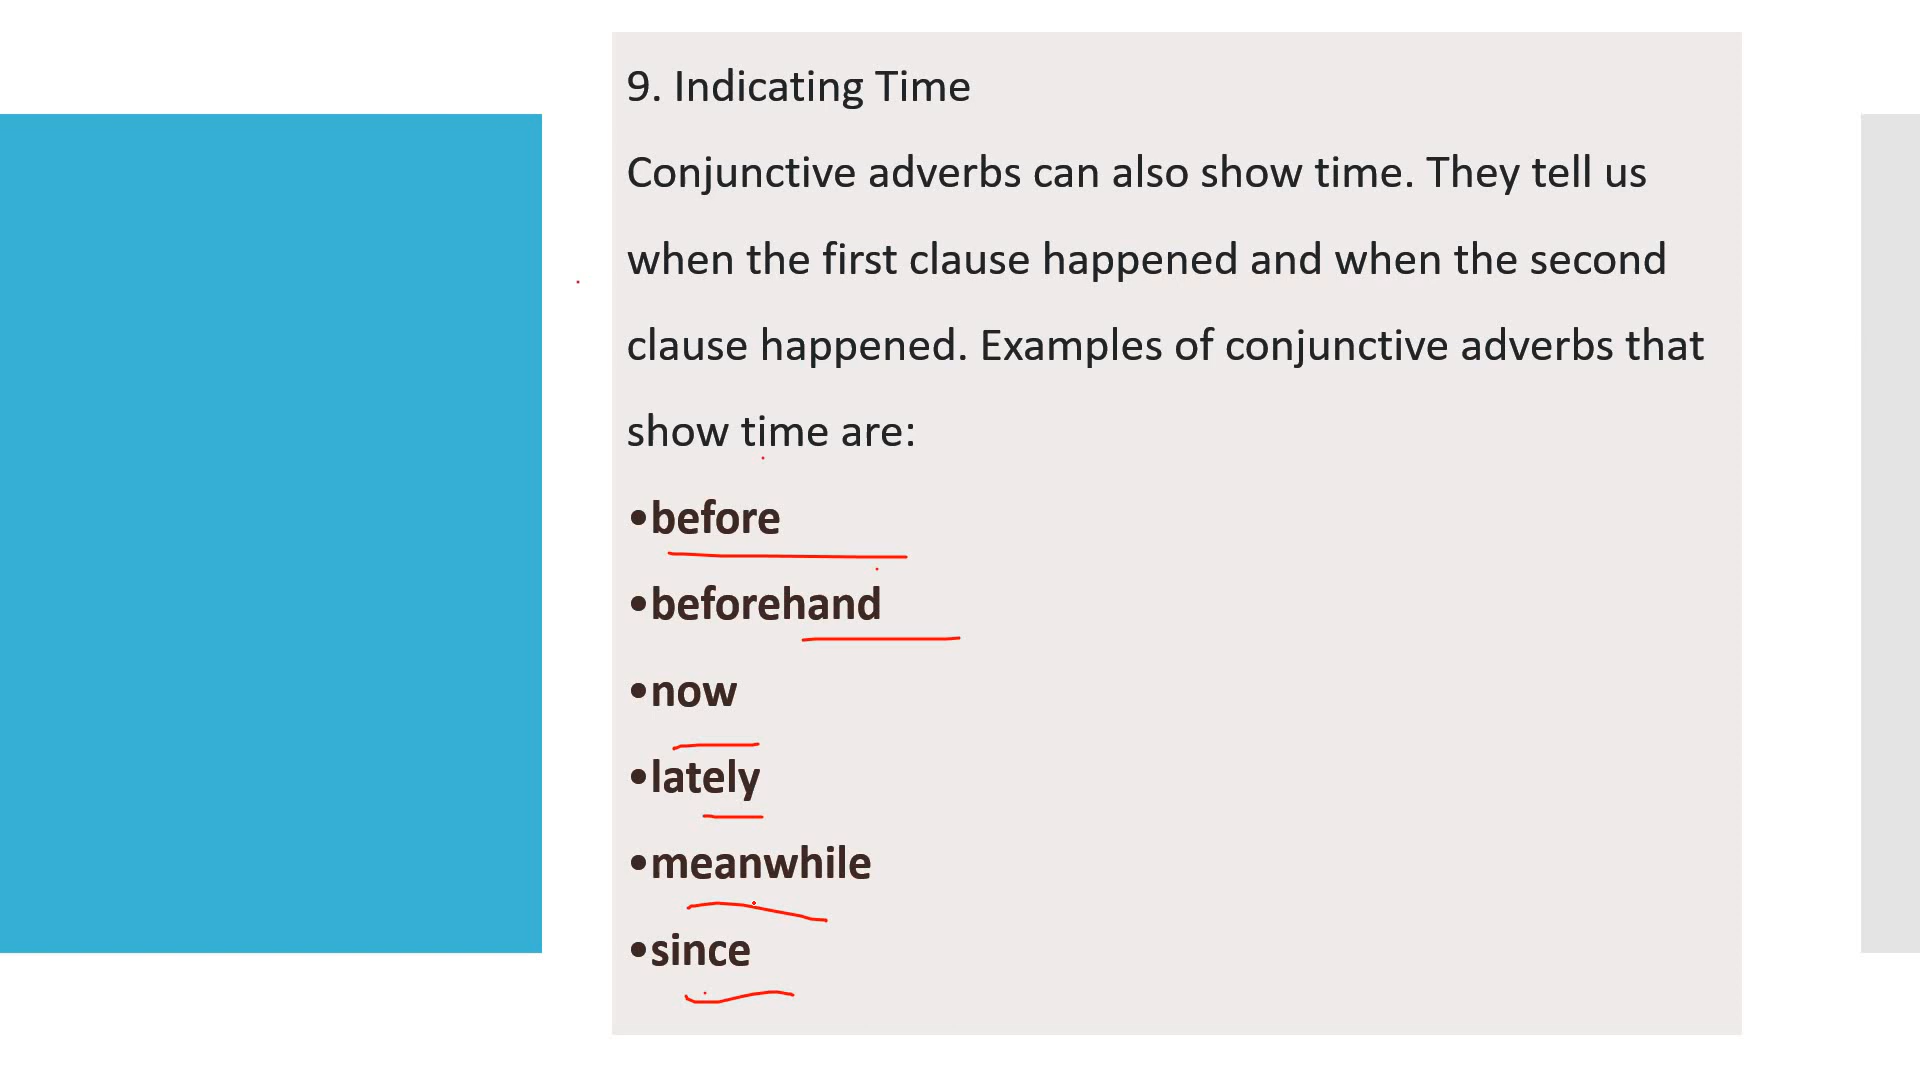 9. Indicating Time
Conjunctive adverbs can also show time. They tell us
when the first clause happened and when the second
clause happened. Examples of conjunctive adverbs that
show time are:
•before
•beforehand
•now
•lately
•meanwhile
•since